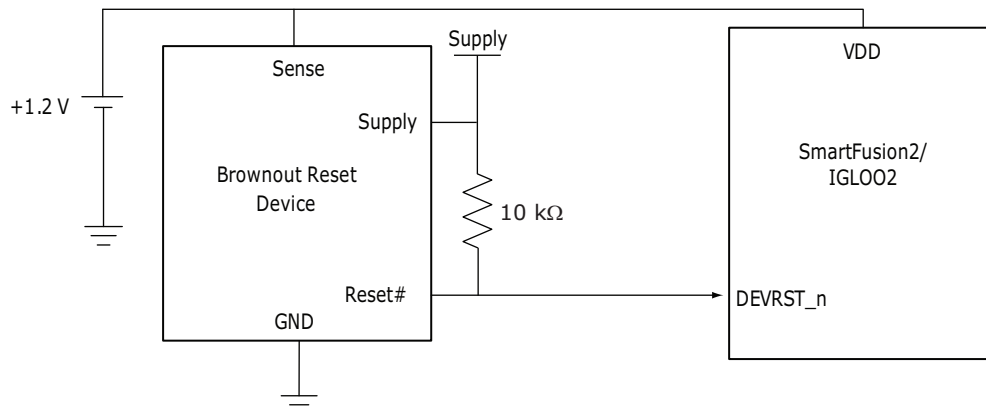 +1.2 V
Sense
Supply
Brownout Reset
Device
Reset#
GND
Supply
10 kΩ
VDD
SmartFusion2/
IGLOO2
DEVRST_n